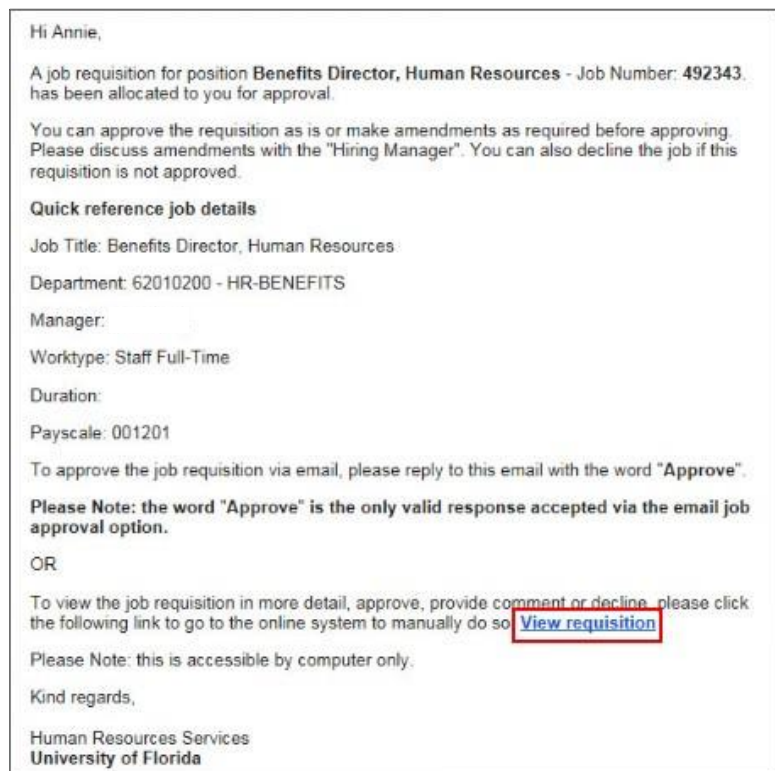 Hi Annie,
A job requisition for position Benefits Director, Human Resources - Job Number: 492343.
has been allocated to you for approval.
You can approve the requisition as is or make amendments as required before approving.
Please discuss amendments with the "Hiring Manager". You can also decline the job if this
requisition is not approved.
Quick reference job details
Job Title: Benefits Director, Human Resources
Department: 62010200 - HR-BENEFITS
Manager:
Worktype: Staff Full-Time
Duration:
Payscale: 001201
To approve the job requisition via email, please reply to this email with the word "Approve".
Please Note: the word "Approve" is the only valid response accepted via the email job
approval option.
OR
To view the job requisition in more detail, approve, provide comment or decline, please click
the following link to go to the online system to manually do so View requisition
Please Note: this is accessible by computer only.
Kind regards,
Human Resources Services
University of Florida